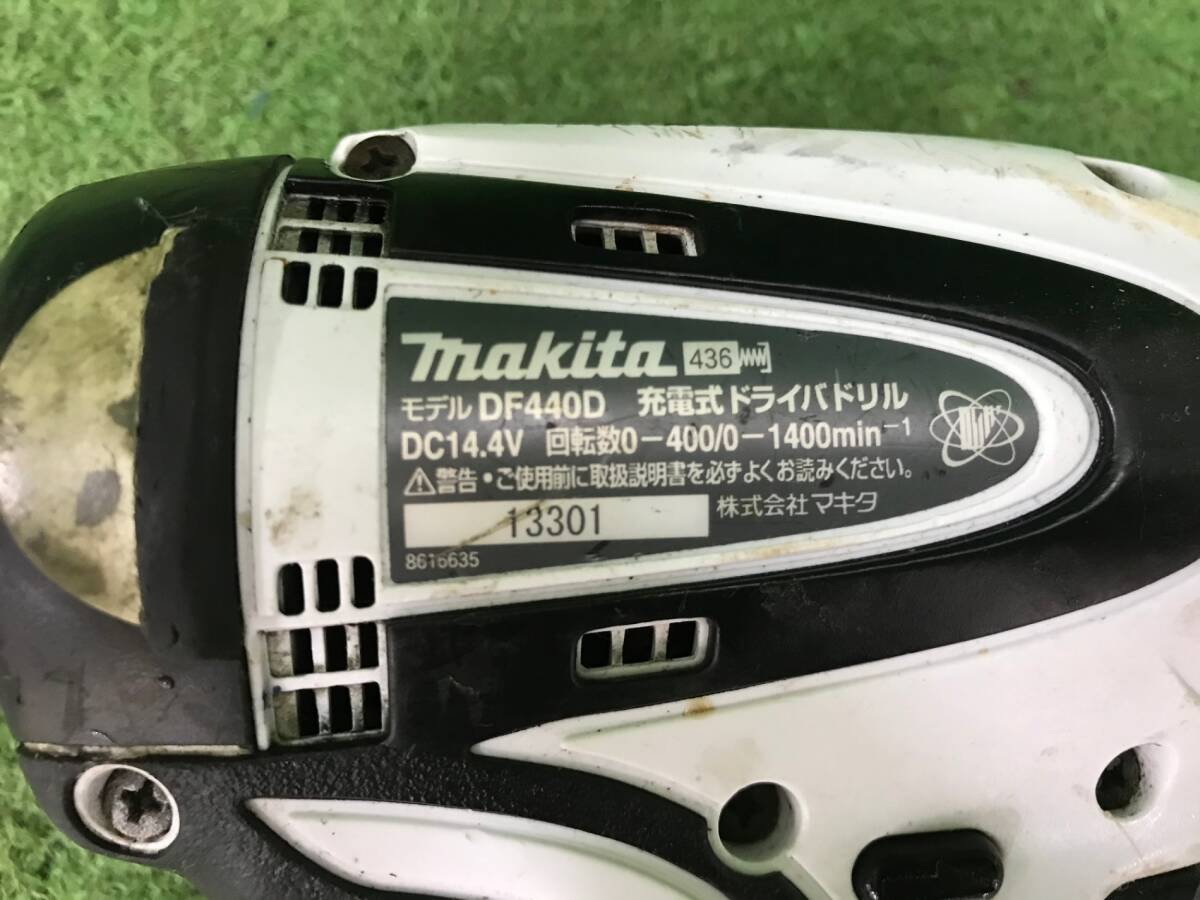 makita 436
モデル DF440D 充電式ドライバドリル
DC14.4V 回転数0-400/0-1400min⁻¹
⚠警告・ご使用前に取扱説明書を必ずよくお読みください。
13301 株式会社マキタ
8616635